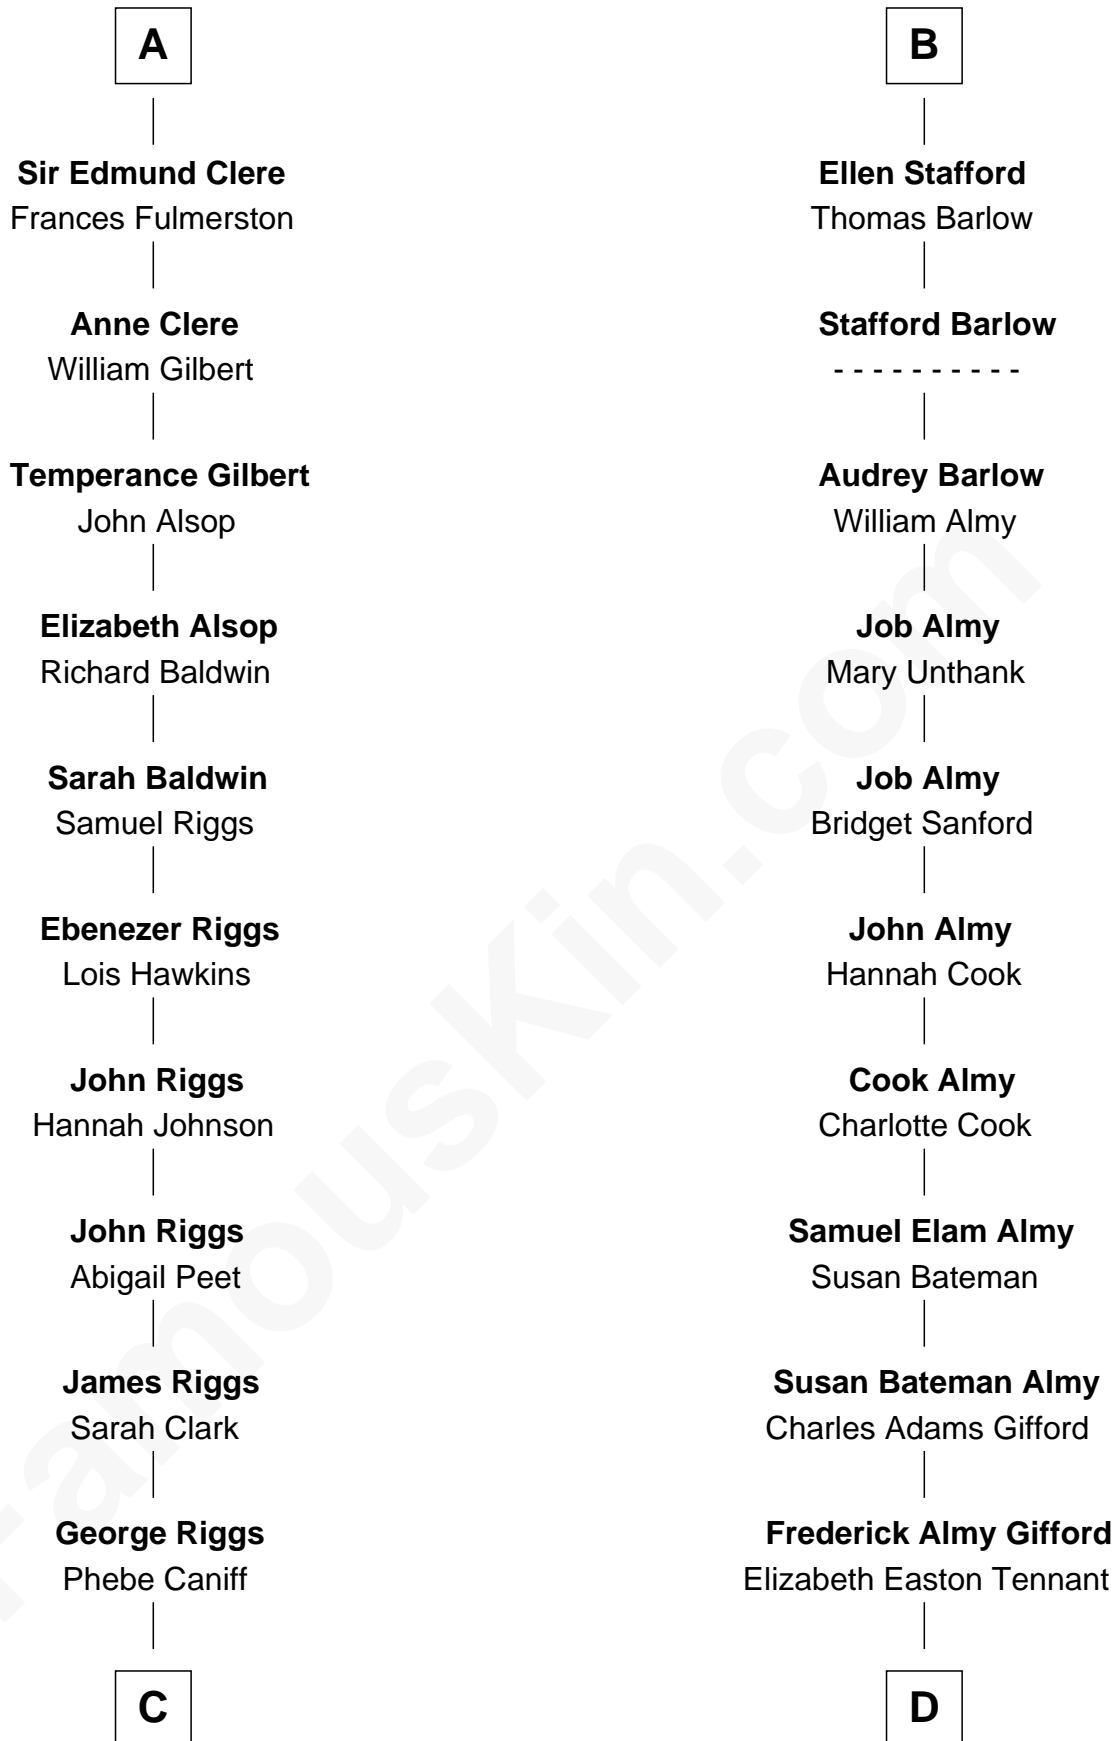 A
Sir Edmund Clere
Frances Fulmerston
Anne Clere
William Gilbert
Temperance Gilbert
John Alsop
Elizabeth Alsop
Richard Baldwin
Sarah Baldwin
Samuel Riggs
Ebenezer Riggs
Lois Hawkins
John Riggs
Hannah Johnson
John Riggs
Abigail Peet
James Riggs
Sarah Clark
George Riggs
Phebe Caniff
C
B
Ellen Stafford
Thomas Barlow
Stafford Barlow
- - - - - - - - - -
Audrey Barlow
William Almy
Job Almy
Mary Unthank
Job Almy
Bridget Sanford
John Almy
Hannah Cook
Cook Almy
Charlotte Cook
Samuel Elam Almy
Susan Bateman
Susan Bateman Almy
Charles Adams Gifford
Frederick Almy Gifford
Elizabeth Easton Tennant
D
FamousKin.com